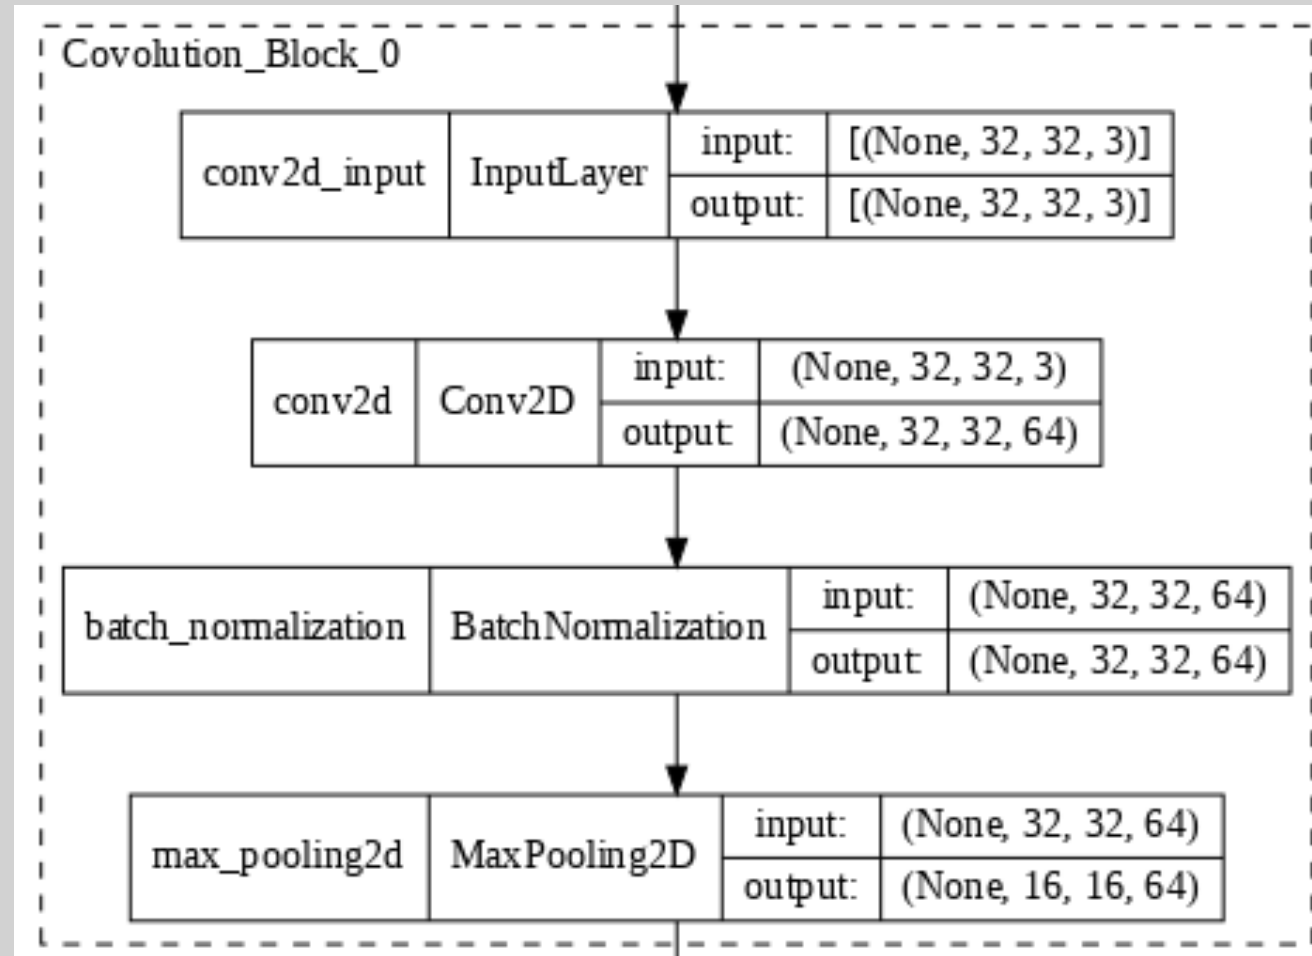 Covolution_Block_0
conv2d_input InputLayer input: [(None, 32, 32, 3)]
output: [(None, 32, 32, 3)]
conv2d Conv2D input: (None, 32, 32, 3)
output: (None, 32, 32, 64)
batch_normalization BatchNormalization input: (None, 32, 32, 64)
output: (None, 32, 32, 64)
max_pooling2d MaxPooling2D input: (None, 32, 32, 64)
output: (None, 16, 16, 64)